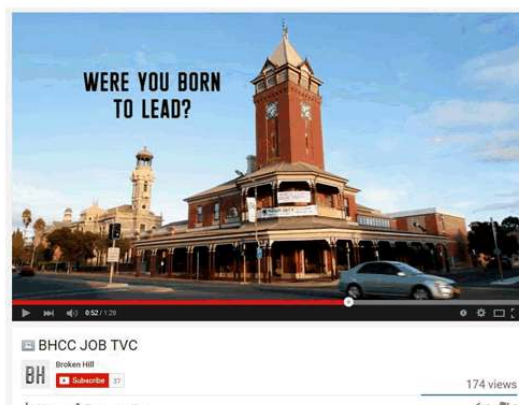 WERE YOU BORN
TO LEAD?
0:52 / 1:28
BHCC JOB TVC
BH
Broken Hill
Subscribe 37
174 views